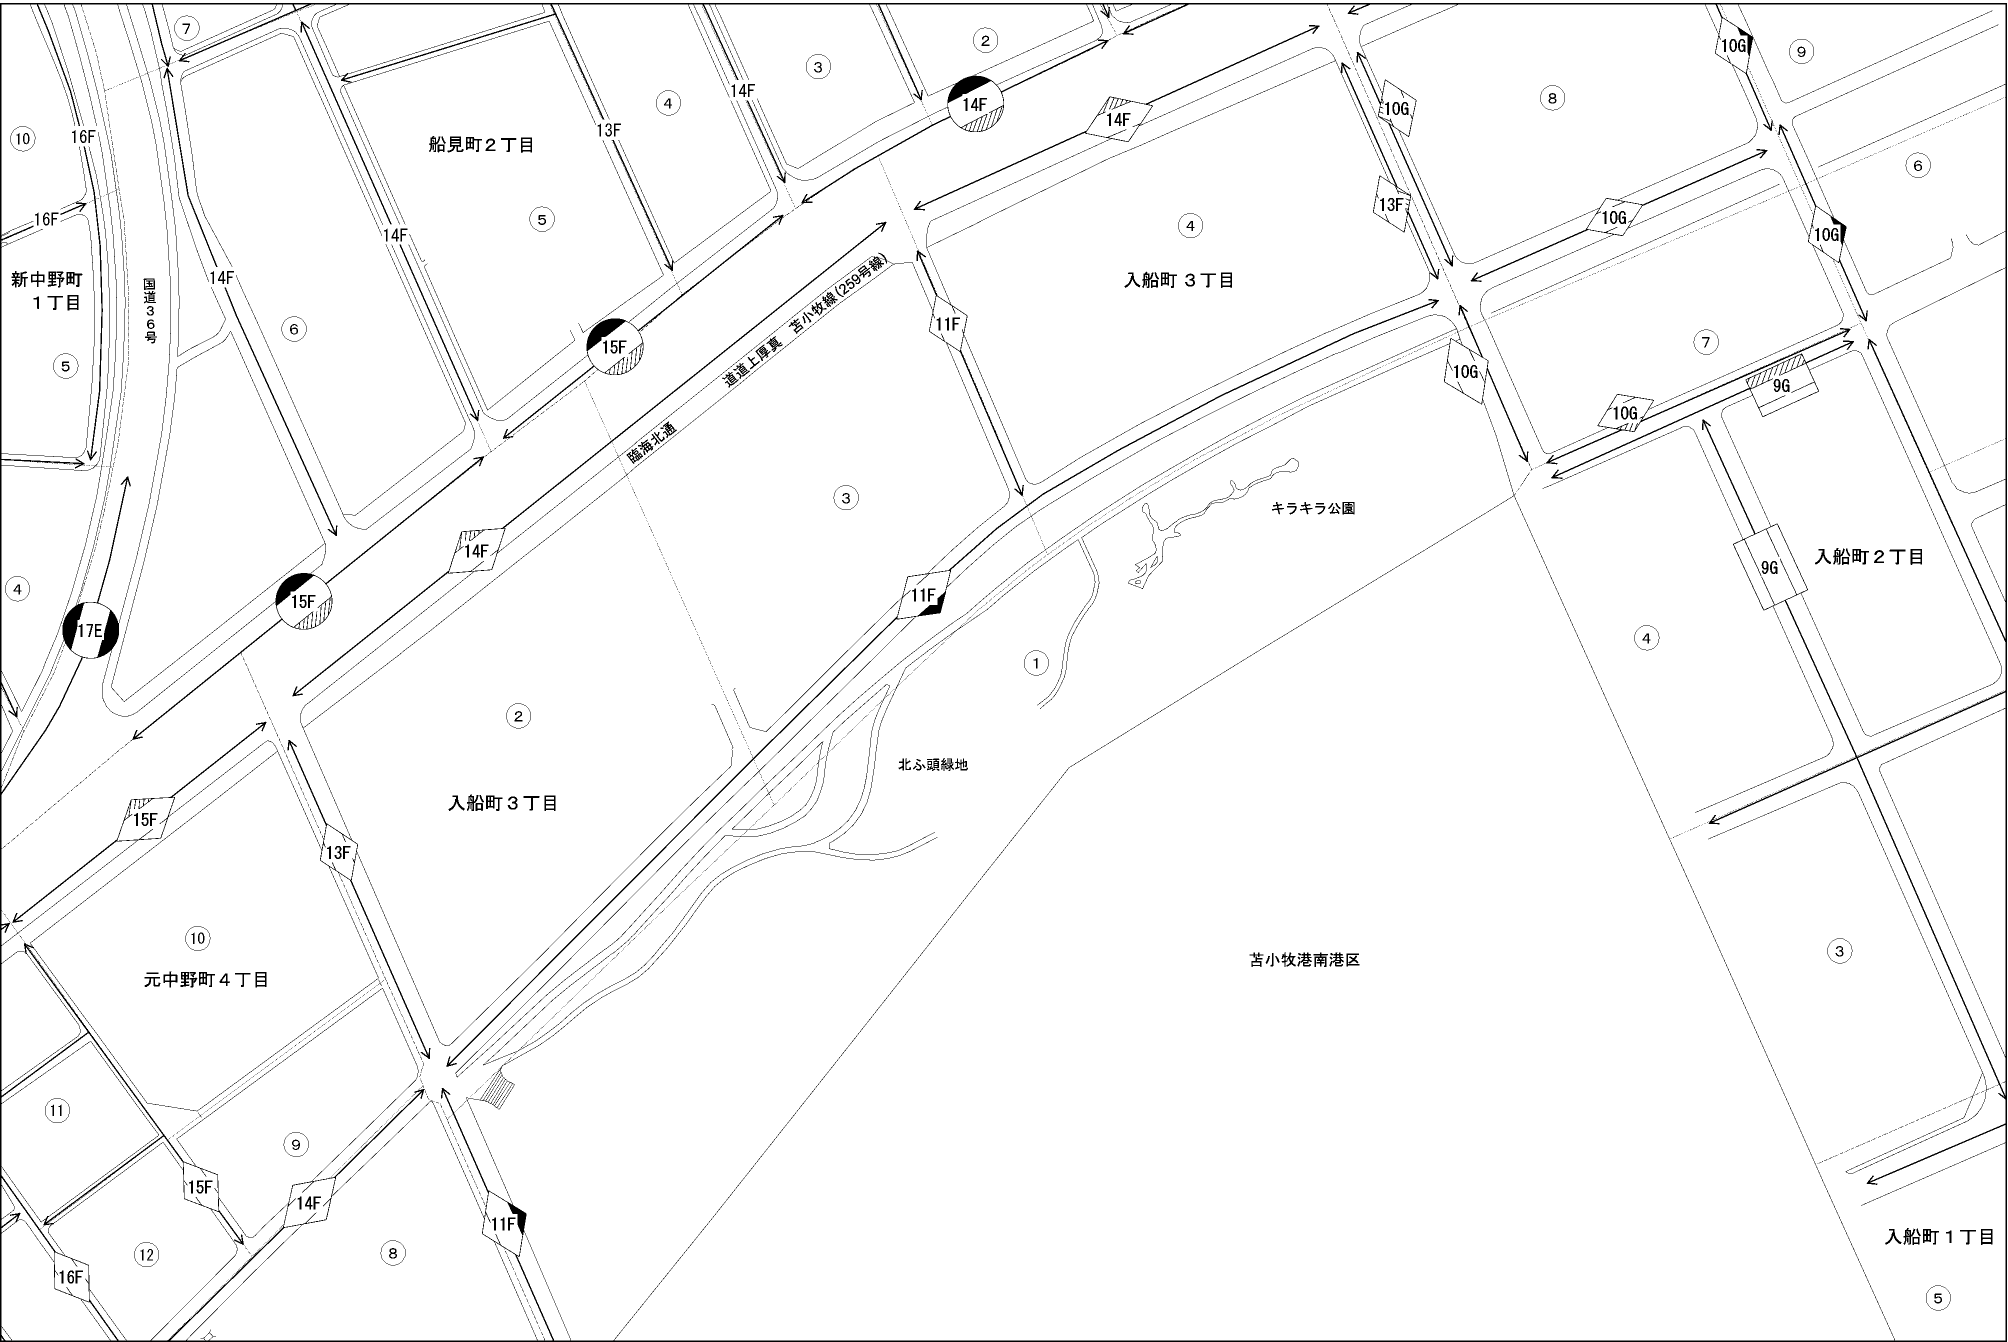 ⑦
②
③
14F
④
14F
14F
13F
10
16F
船見町2丁目
⑤
16F
新中野町
1丁目
14F
14F
国道36号
⑥
⑤
15F
道道上厚真 苫小牧線(259号線)
臨海北通
10G
⑨
10G
⑧
⑥
13F
10G
10G
④
入船町 3丁目
11F
10G
⑦
9G
10G
③
キラキラ公園
入船町2丁目
9G
14F
④
15F
17E
11F
①
④
②
北ふ頭緑地
入船町3丁目
15F
13F
⑩
元中野町4丁目
苫小牧港南港区
③
⑪
⑨
15F
14F
11F
⑫
⑧
16F
入船町1丁目
⑤